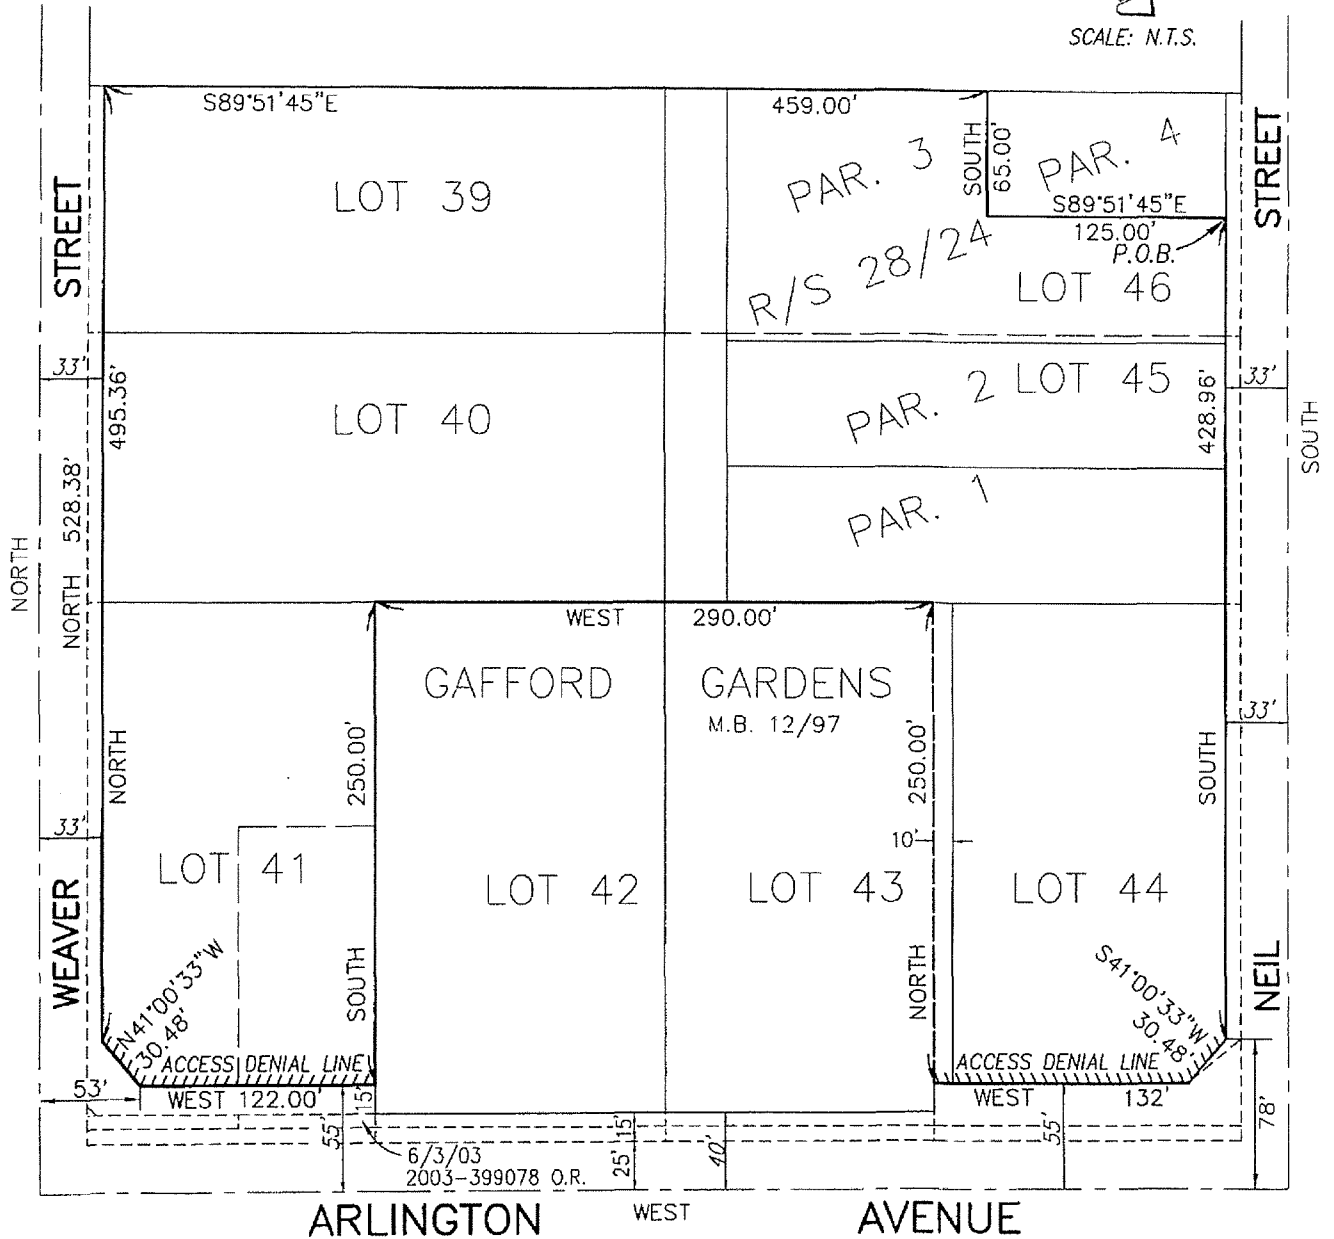 SCALE: N.T.S.
S89°51'45"E
459.00'
LOT 39
PAR. 3
SOUTH
65.00'
PAR. 4
S89°51'45"E
125.00'
P.O.B.
R/S 28/24
LOT 46
STREET
STREET
33'
495.36'
LOT 40
PAR. 2
LOT 45
428.96'
33'
SOUTH
PAR. 1
NORTH
NORTH 528.38'
WEST 290.00'
GAFFORD GARDENS
M.B. 12/97
NORTH
250.00'
250.00'
SOUTH
33'
33'
10'
LOT 41
LOT 42
LOT 43
LOT 44
WEAVER
NEIL
N41°00'33"W
30.48'
SOUTH
NORTH
S41°00'33"W
30.48'
ACCESS DENIAL LINE
ACCESS DENIAL LINE
53'
WEST 122.00'
15'
WEST 132'
78'
55'
6/3/03
2003-399078 O.R.
25' 15'
40'
55'
ARLINGTON WEST AVENUE